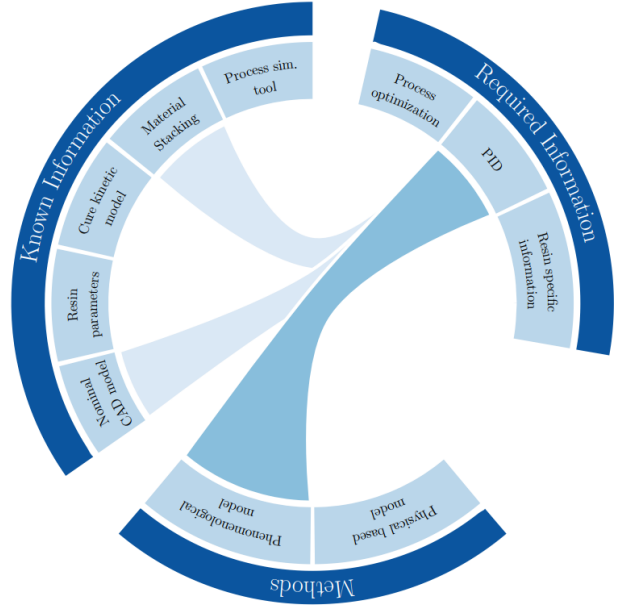 Known Information
Process sim.
tool
Material
Stacking
Cure kinetic
model
Resin
parameters
Nominal
CAD model
Required Information
Process
optimization
PID
Resin specific
information
Methods
Phenomenological
model
Physical based
model